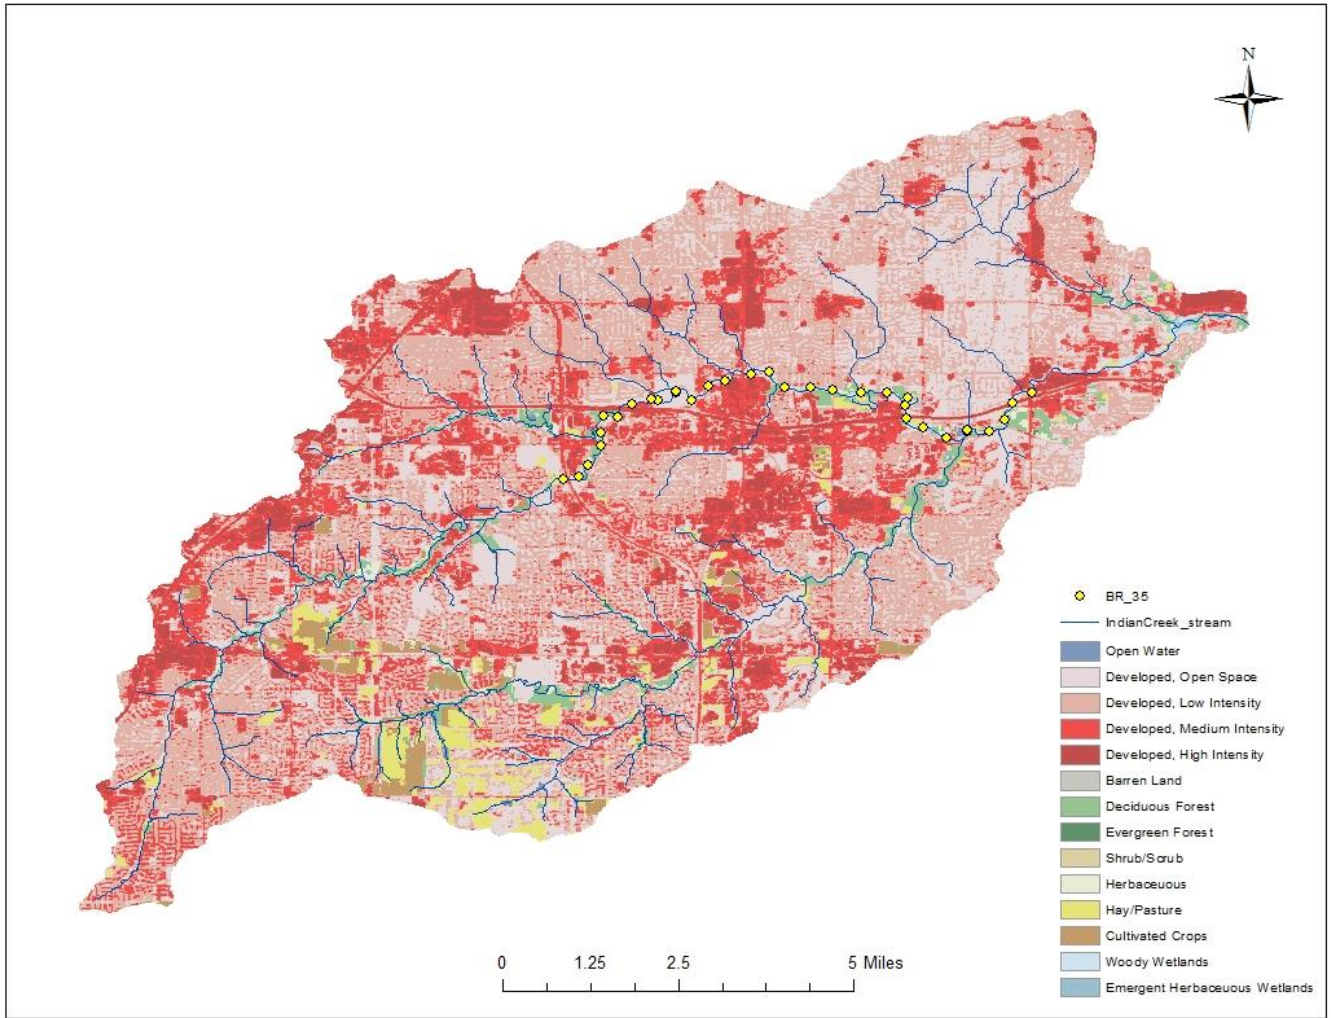 N
BR_35
IndianCreek_stream
Open Water
Developed, Open Space
Developed, Low Intensity
Developed, Medium Intensity
Developed, High Intensity
Barren Land
Deciduous Forest
Evergreen Forest
Shrub/Scrub
Herbaceuous
Hay/Pasture
Cultivated Crops
Woody Wetlands
Emergent Herbaceuous Wetlands
0 1.25 2.5 5 Miles